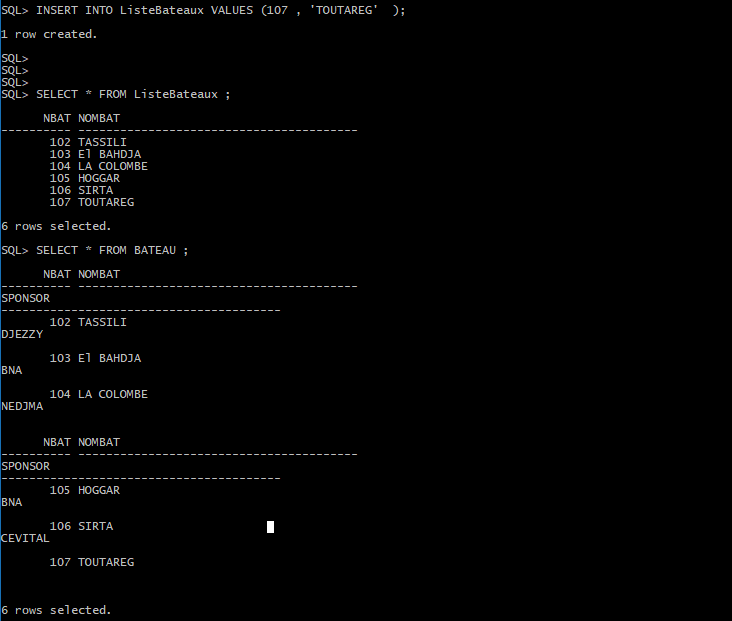 SQL> INSERT INTO ListeBateaux VALUES (107 , 'TOUTAREG'  );
1 row created.
SQL>
SQL>
SQL>
SQL> SELECT * FROM ListeBateaux ;
NBAT NOMBAT
---------- ----------------------------------------
102 TASSILI
103 El BAHDJA
104 LA COLOMBE
105 HOGGAR
106 SIRTA
107 TOUTAREG
6 rows selected.
SQL> SELECT * FROM BATEAU ;
NBAT NOMBAT
---------- ----------------------------------------
SPONSOR
----------------------------------------
102 TASSILI
DJEZZY
103 El BAHDJA
BNA
104 LA COLOMBE
NEDJMA
NBAT NOMBAT
---------- ----------------------------------------
SPONSOR
----------------------------------------
105 HOGGAR
BNA
106 SIRTA
CEVITAL
107 TOUTAREG
6 rows selected.